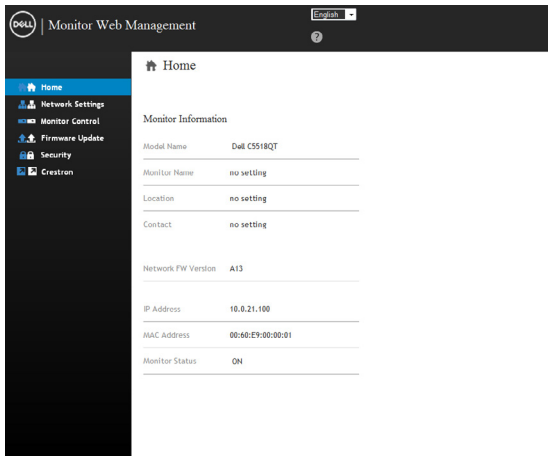 DELL | Monitor Web Management
English
?
Home
Home
Network Settings
Monitor Control
Firmware Update
Security
Crestron
Monitor Information
Model Name Dell C5518QT
Monitor Name no setting
Location no setting
Contact no setting
Network FW Version A13
IP Address 10.0.21.100
MAC Address 00:60:E9:00:00:01
Monitor Status ON